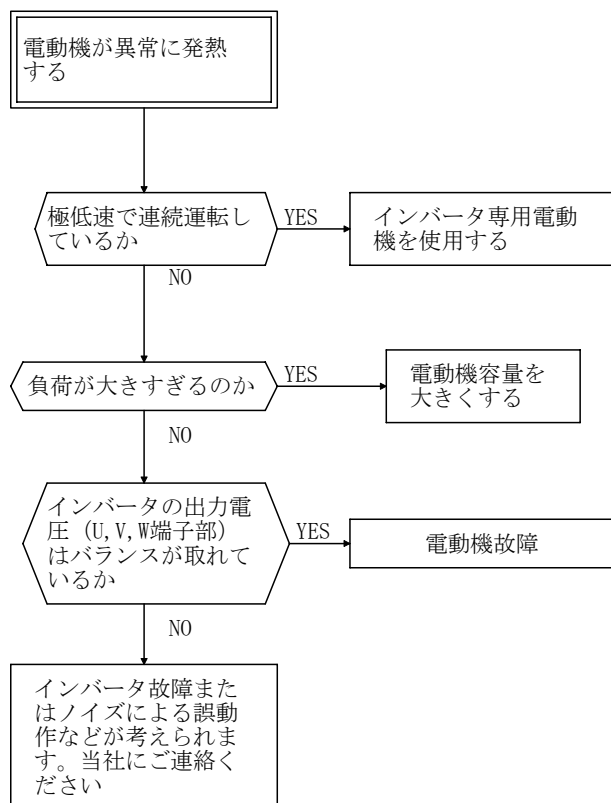 電動機が異常に発熱
する
極低速で連続運転し
ているか
YES
インバータ専用電動
機を使用する
NO
負荷が大きすぎるのか
YES
電動機容量を
大きくする
NO
インバータの出力電
圧 (U,V,W端子部)
はバランスが取れて
いるか
YES
電動機故障
NO
インバータ故障また
はノイズによる誤動
作などが考えられま
す。当社にご連絡く
ださい